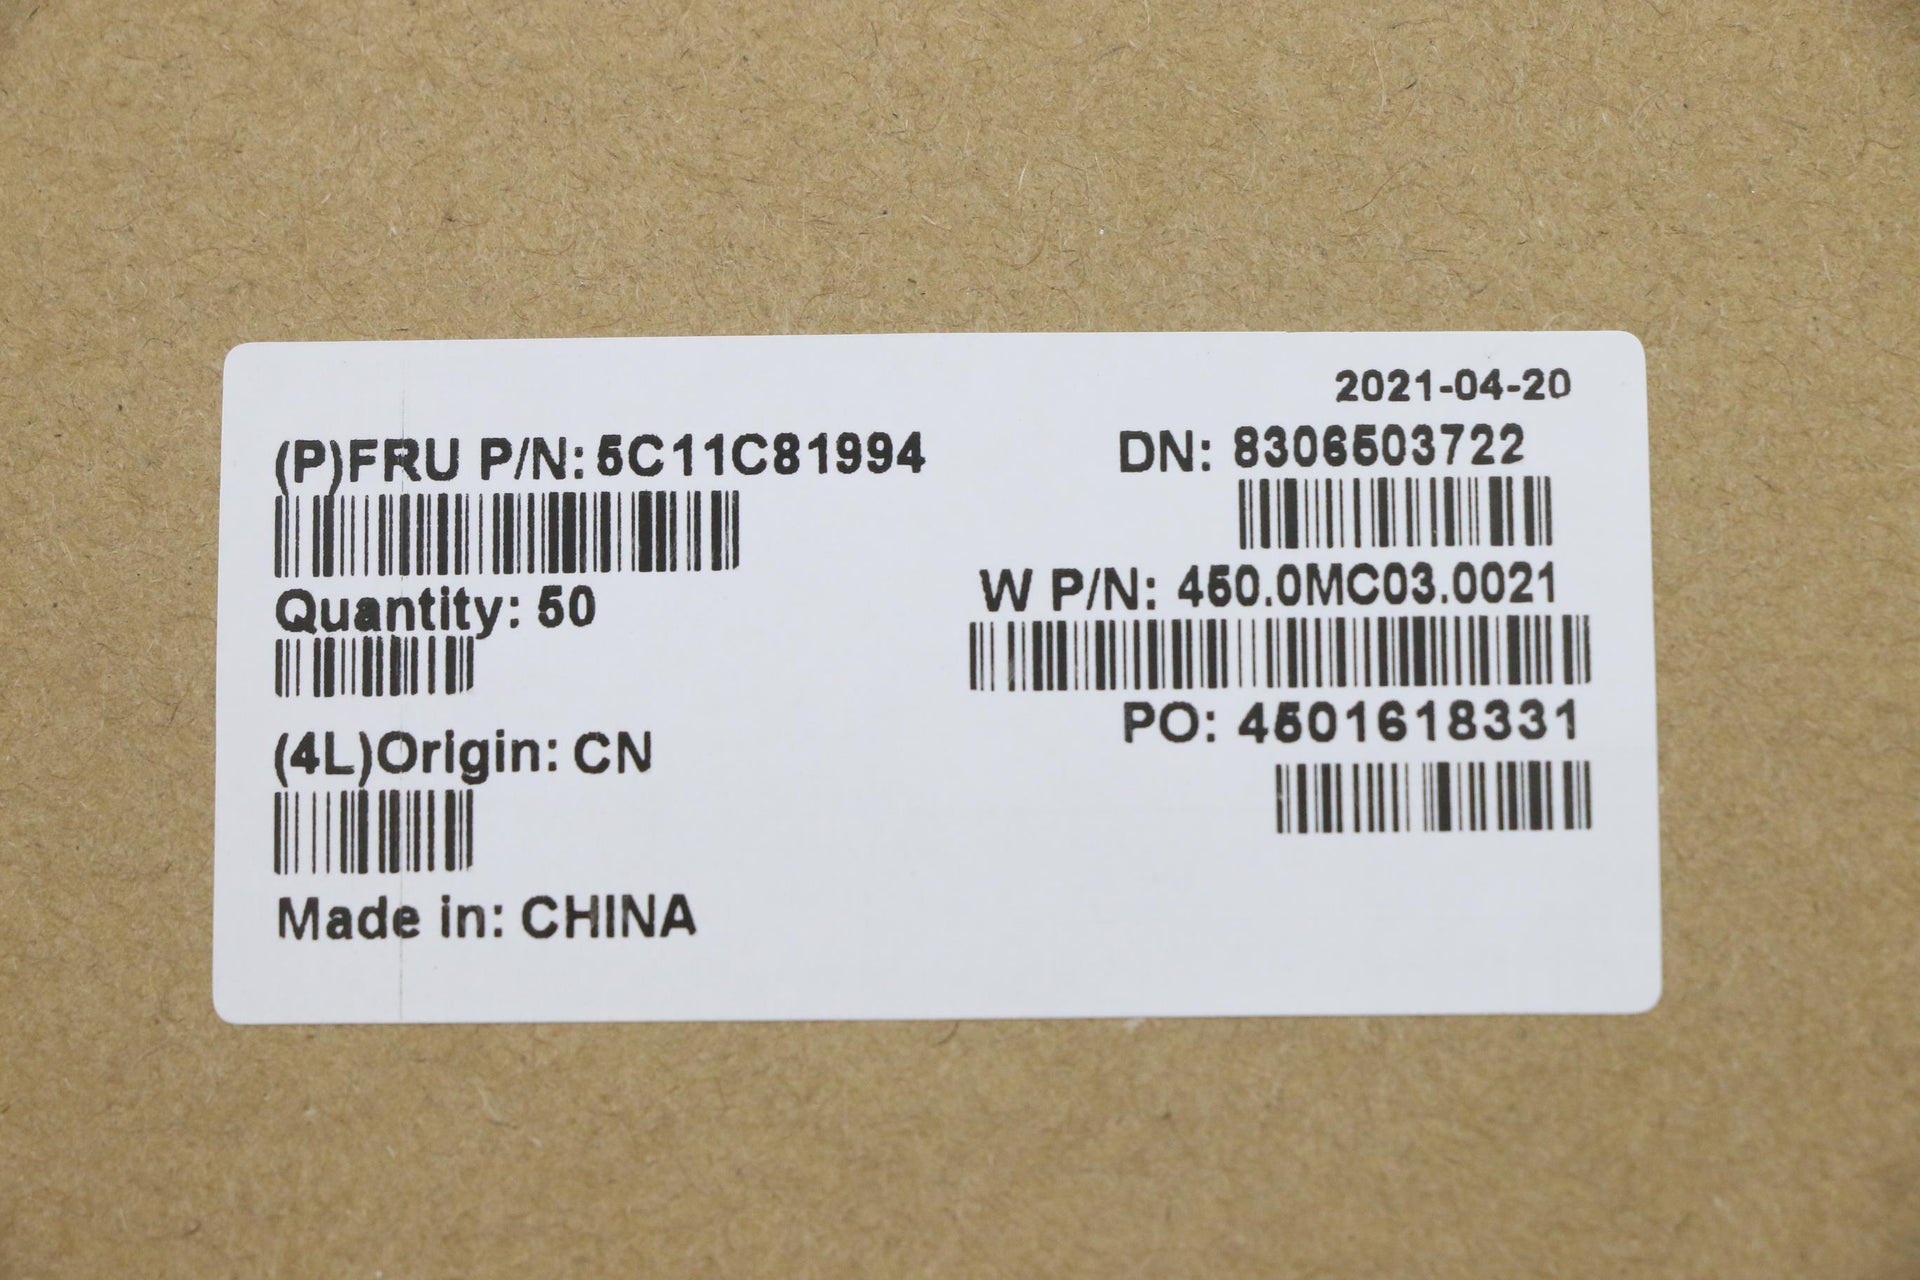 2021-04-20
(P)FRU P/N: 5C11C81994
DN: 8306503722
Quantity: 50
W P/N: 450.0MC03.0021
(4L)Origin: CN
PO: 4501618331
Made in: CHINA